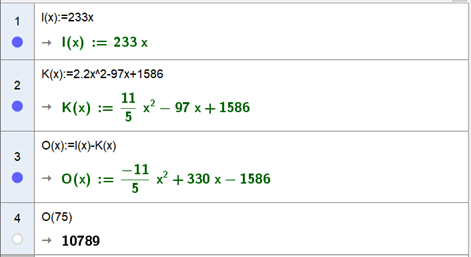 1
I(x):=233x
→ I(x) := 233 x
2
K(x):=2.2x^2-97x+1586
→ K(x) := 11/5 x² − 97 x + 1586
3
O(x):=I(x)-K(x)
→ O(x) := −11/5 x² + 330 x − 1586
4
O(75)
→ 10789